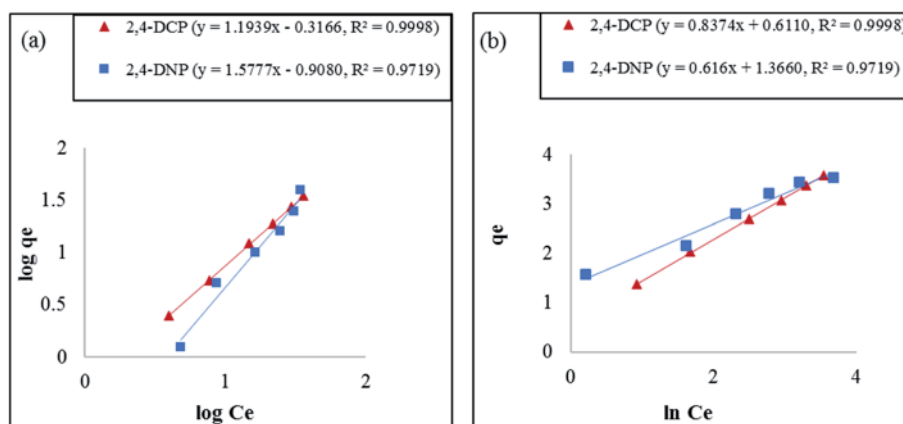 (a)
2,4-DCP (y = 1.1939x - 0.3166, R² = 0.9998)
2,4-DNP (y = 1.5777x - 0.9080, R² = 0.9719)
2
1.5
1
0.5
0
0
1
2
log qe
log Ce
(b)
2,4-DCP (y = 0.8374x + 0.6110, R² = 0.9998)
2,4-DNP (y = 0.616x + 1.3660, R² = 0.9719)
4
3
2
1
0
0
2
4
qe
ln Ce